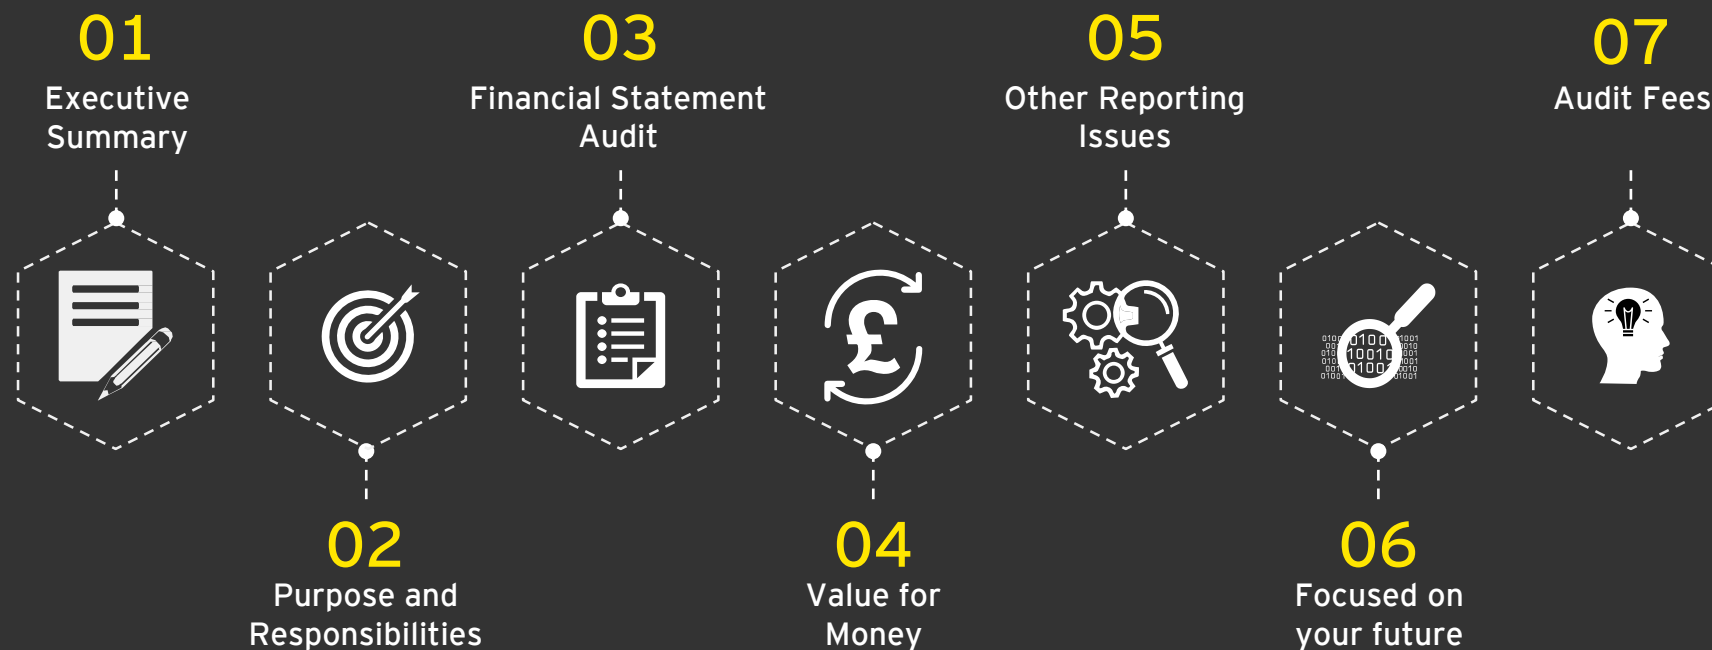 01
Executive
Summary
02
Purpose and
Responsibilities
03
Financial Statement
Audit
04
Value for
Money
05
Other Reporting
Issues
06
Focused on
your future
07
Audit Fees
£